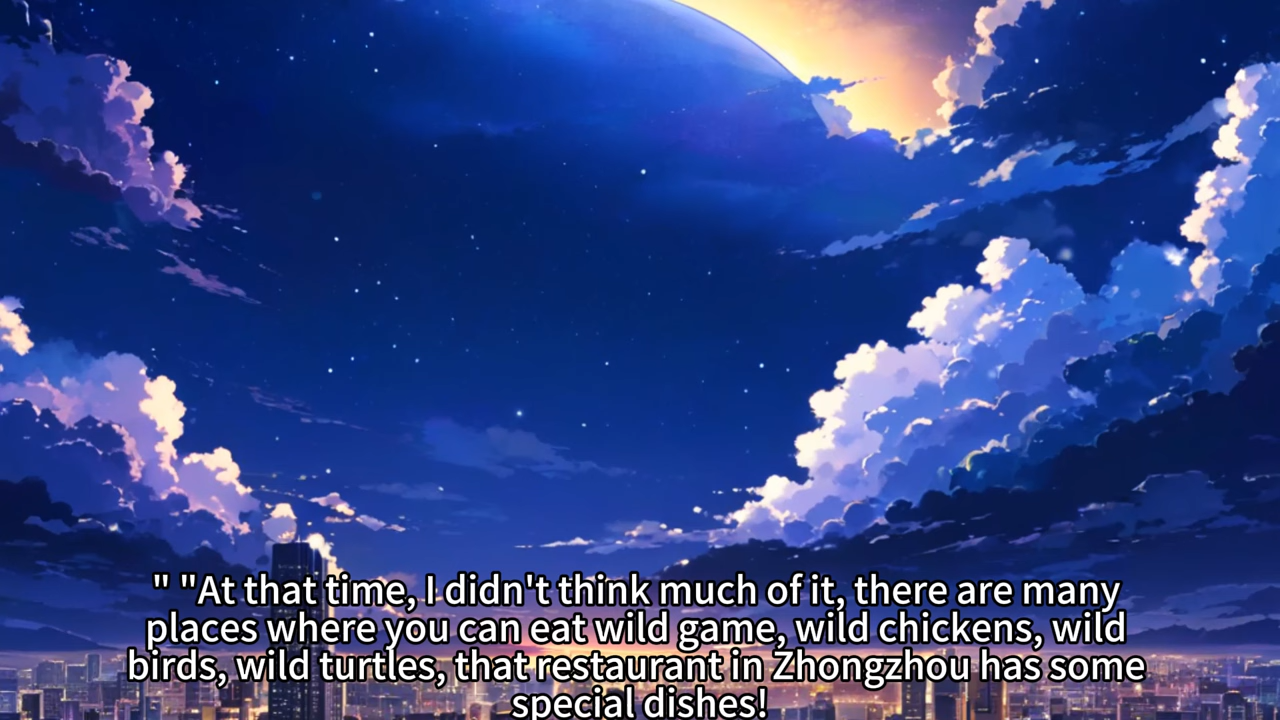 " "At that time, I didn't think much of it, there are many
places where you can eat wild game, wild chickens, wild
birds, wild turtles, that restaurant in Zhongzhou has some
special dishes!